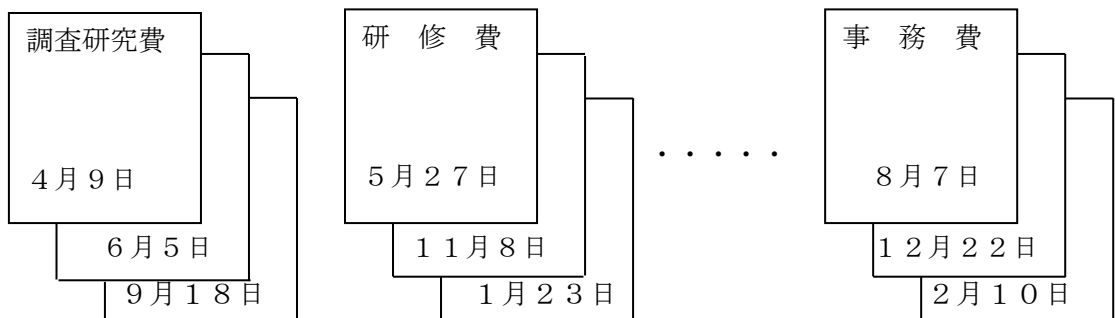 調査研究費
４月９日
６月５日
９月１８日
研　修　費
５月２７日
１１月８日
１月２３日
・・・・・
事　務　費
８月７日
１２月２２日
２月１０日